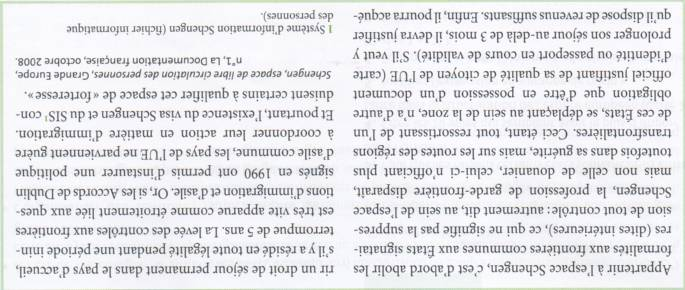 Appartenir à l'espace Schengen, c'est d'abord abolir les
formalités aux frontières communes aux États signatai-
res (dites intérieures), ce qui ne signifie pas la suppres-
sion de tout contrôle: autrement dit, au sein de l'espace
Schengen, la profession de garde-frontière disparaît,
mais non celle de douanier, celui-ci n'officiant plus
toutefois dans sa guérite, mais sur les routes des régions
transfrontalières. Ceci étant, tout ressortissant de l'un
de ces États, se déplaçant au sein de la zone, n'a d'autre
obligation que d'être en possession d'un document
officiel justifiant de sa qualité de citoyen de l'UE (carte
d'identité ou passeport en cours de validité). S'il veut y
prolonger son séjour au-delà de 3 mois, il devra justifier
qu'il dispose de revenus suffisants. Enfin, il pourra acqué-
rir un droit de séjour permanent dans le pays d'accueil,
s'il y a résidé en toute légalité pendant une période inin-
terrompue de 5 ans. La levée des contrôles aux frontières
est très vite apparue comme étroitement liée aux ques-
tions d'immigration et d'asile. Or, si les Accords de Dublin
signés en 1990 ont permis d'instaurer une politique
d'asile commune, les pays de l'UE ne parviennent guère
à coordonner leur action en matière d'immigration.
Et pourtant, l'existence du visa Schengen et du SIS¹ con-
duisent certains à qualifier cet espace de «forteresse».
Schengen, espace de libre circulation des personnes, Grande Europe,
n°1, La Documentation française, octobre 2008.
1 Système d'information Schengen (fichier informatique
des personnes).